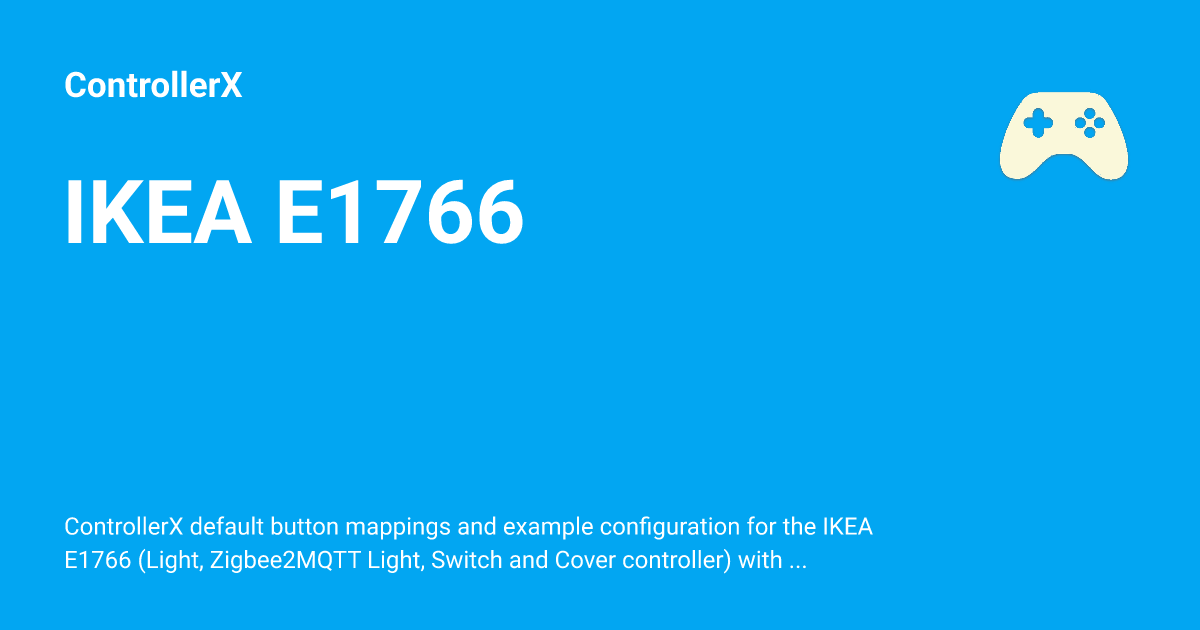 ControllerX
IKEA E1766
ControllerX default button mappings and example configuration for the IKEA
E1766 (Light, Zigbee2MQTT Light, Switch and Cover controller) with ...